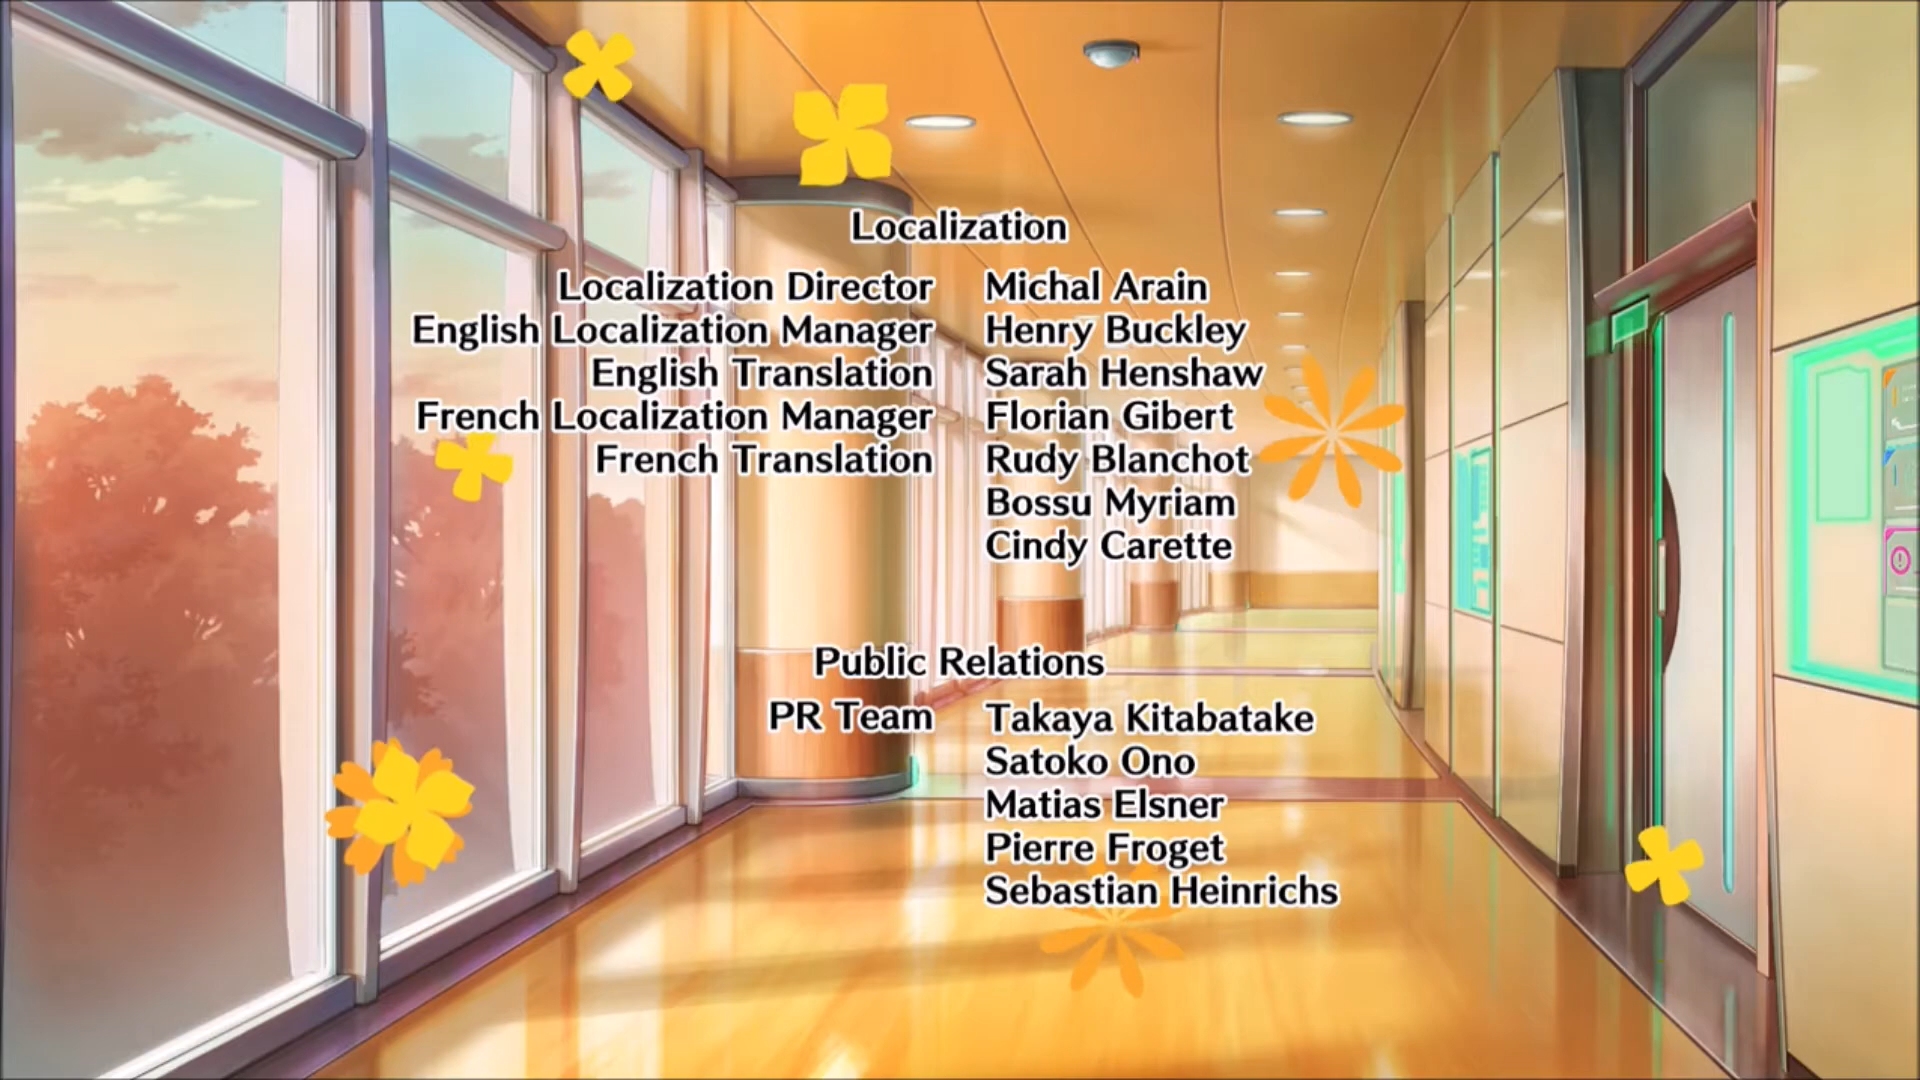 Localization
Localization Director Michal Arain
English Localization Manager Henry Buckley
English Translation Sarah Henshaw
French Localization Manager Florian Gibert
French Translation Rudy Blanchot
Bossu Myriam
Cindy Carette
Public Relations
PR Team Takaya Kitabatake
Satoko Ono
Matias Elsner
Pierre Froget
Sebastian Heinrichs